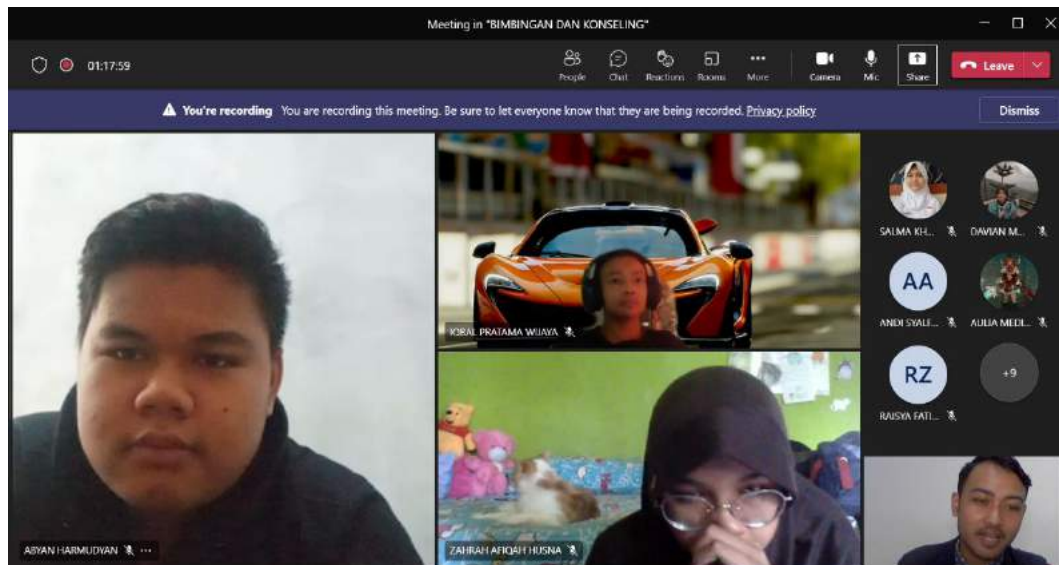 Meeting in "BIMBINGAN DAN KONSELING"
01:17:59
People Chat Reactions Rooms More Camera Mic Share Leave
You're recording You are recording this meeting. Be sure to let everyone know that they are being recorded. Privacy policy Dismiss
SALMA KH... DAVIAN M...
AA
ANDI SYALI... AULIA MEDI...
RZ +9
RAISYA FATI...
IQBAL PRATAMA WIJAYA
ABYAN HARMUDYAN ...
ZAHRAH AFIQAH HUSNA